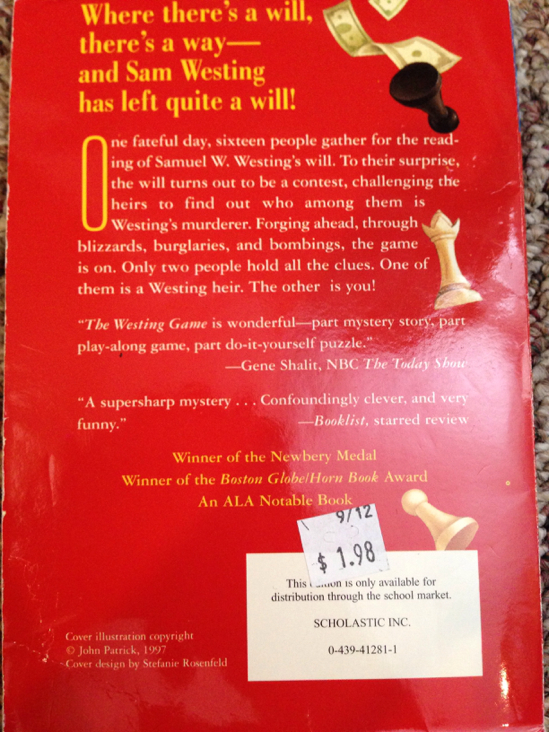 Where there's a will,
there's a way—
and Sam Westing
has left quite a will!
One fateful day, sixteen people gather for the read-
ing of Samuel W. Westing's will. To their surprise,
the will turns out to be a contest, challenging the
heirs to find out who among them is
Westing's murderer. Forging ahead, through
blizzards, burglaries, and bombings, the game
is on. Only two people hold all the clues. One of
them is a Westing heir. The other is you!
"The Westing Game is wonderful—part mystery story, part
play-along game, part do-it-yourself puzzle."
—Gene Shalit, NBC The Today Show
"A supersharp mystery . . . Confoundingly clever, and very
funny."
—Booklist, starred review
Winner of the Newbery Medal
Winner of the Boston Globe/Horn Book Award
An ALA Notable Book
9/12
$ 1.98
This is only available for
distribution through the school market.
SCHOLASTIC INC.
0-439-41281-1
Cover illustration copyright
© John Patrick, 1997
Cover design by Stefanie Rosenfeld